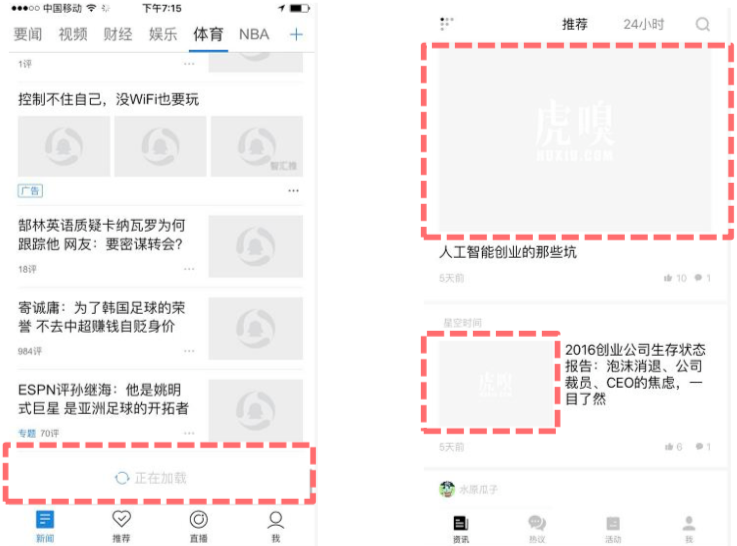 中国移动 下午7:15
要闻 视频 财经 娱乐 体育 NBA
1评
控制不住自己，没WiFi也要玩
智汇推
广告
郜林英语质疑卡纳瓦罗为何
跟踪他 网友：要密谋转会?
18评
寄诚庸：为了韩国足球的荣
誉 不去中超赚钱自贬身价
984评
ESPN评孙继海：他是姚明
式巨星 是亚洲足球的开拓者
专题 70评
正在加载
新闻 推荐 直播 我
推荐 24小时
虎嗅
HUXIU.COM
人工智能创业的那些坑
5天前 10 1
星空时间
虎嗅
2016创业公司生存状态
报告：泡沫消退、公司
裁员、CEO的焦虑，一
目了然
5天前 6 1
水原瓜子
资讯 热议 活动 我